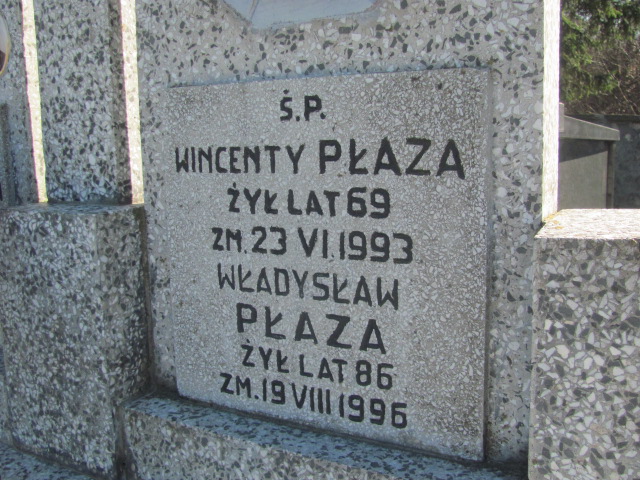 Ś.P.
WINCENTY PŁAZA
ŻYŁ LAT 69
ZM. 23 VI. 1993
WŁADYSŁAW
PŁAZA
ŻYŁ LAT 86
ZM. 19 VIII 1996